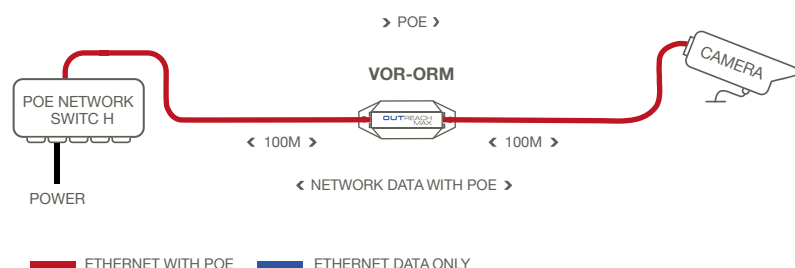 › POE ›
VOR-ORM
CAMERA
POE NETWORK
SWITC H
OUTREACH
MAX
‹ 100M ›
‹ 100M ›
‹ NETWORK DATA WITH POE ›
POWER
ETHERNET WITH POE
ETHERNET DATA ONLY